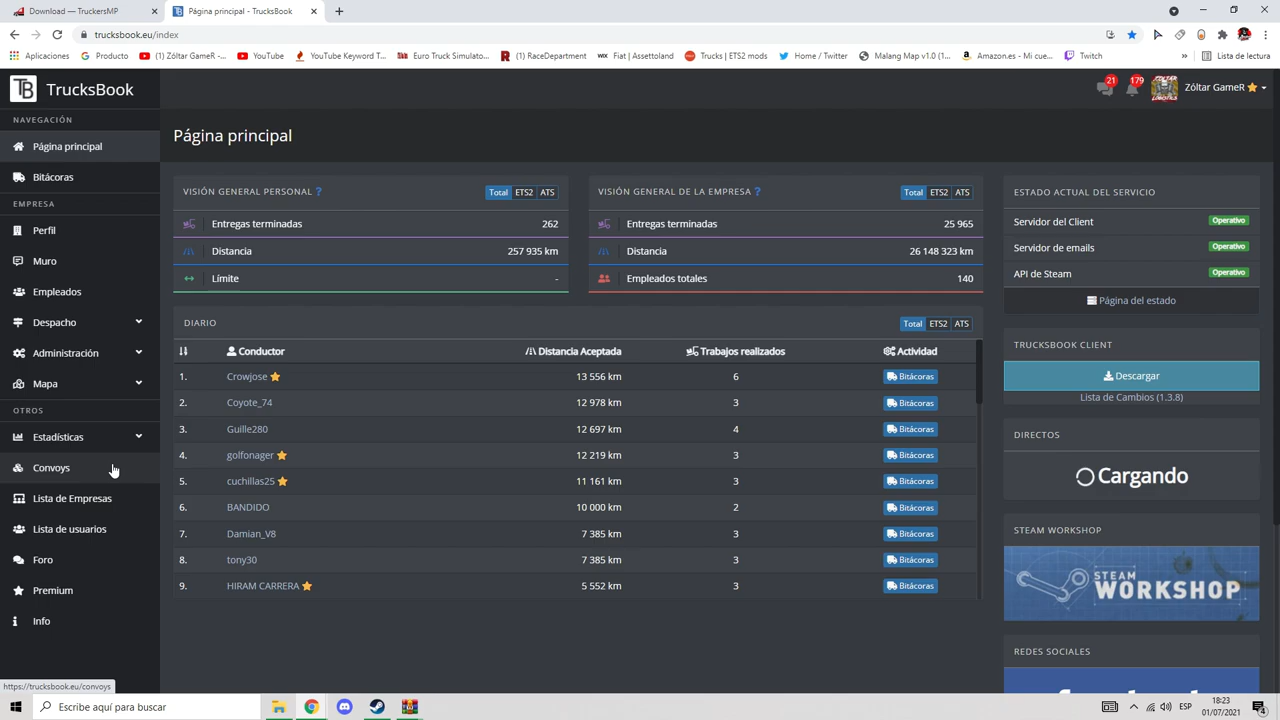 Download — TruckersMP
Página principal - TrucksBook
trucksbook.eu/index
Aplicaciones
Producto
Zóltar GameR -...
YouTube
YouTube Keyword T...
Euro Truck Simulato...
(1) RaceDepartment
Fiat | Assettoland
Trucks | ETS2 mods
Home / Twitter
Malang Map v1.0 (1...
Amazon.es - Mi cue...
Twitch
»
Lista de lectura
TB TrucksBook
21
179
Zóltar GameR
NAVEGACIÓN
Página principal
Bitácoras
EMPRESA
Perfil
Muro
Empleados
Despacho
Administración
Mapa
OTROS
Estadísticas
Convoys
Lista de Empresas
Lista de usuarios
Foro
Premium
Info
https://trucksbook.eu/convoys
Página principal
VISIÓN GENERAL PERSONAL ? Total ETS2 ATS
Entregas terminadas 262
Distancia 257 935 km
Límite -
VISIÓN GENERAL DE LA EMPRESA ? Total ETS2 ATS
Entregas terminadas 25 965
Distancia 26 148 323 km
Empleados totales 140
DIARIO Total ETS2 ATS
Conductor Distancia Aceptada Trabajos realizados Actividad
1. Crowjose 13 556 km 6 Bitácoras
2. Coyote_74 12 978 km 3 Bitácoras
3. Guille280 12 697 km 4 Bitácoras
4. golfonager 12 219 km 3 Bitácoras
5. cuchillas25 11 161 km 3 Bitácoras
6. BANDIDO 10 000 km 2 Bitácoras
7. Damian_V8 7 385 km 3 Bitácoras
8. tony30 7 385 km 3 Bitácoras
9. HIRAM CARRERA 5 552 km 3 Bitácoras
ESTADO ACTUAL DEL SERVICIO
Servidor del Client Operativo
Servidor de emails Operativo
API de Steam Operativo
Página del estado
TRUCKSBOOK CLIENT
Descargar
Lista de Cambios (1.3.8)
DIRECTOS
Cargando
STEAM WORKSHOP
STEAM
WORKSHOP
REDES SOCIALES
Escribe aquí para buscar
ESP
18:23
01/07/2021
4